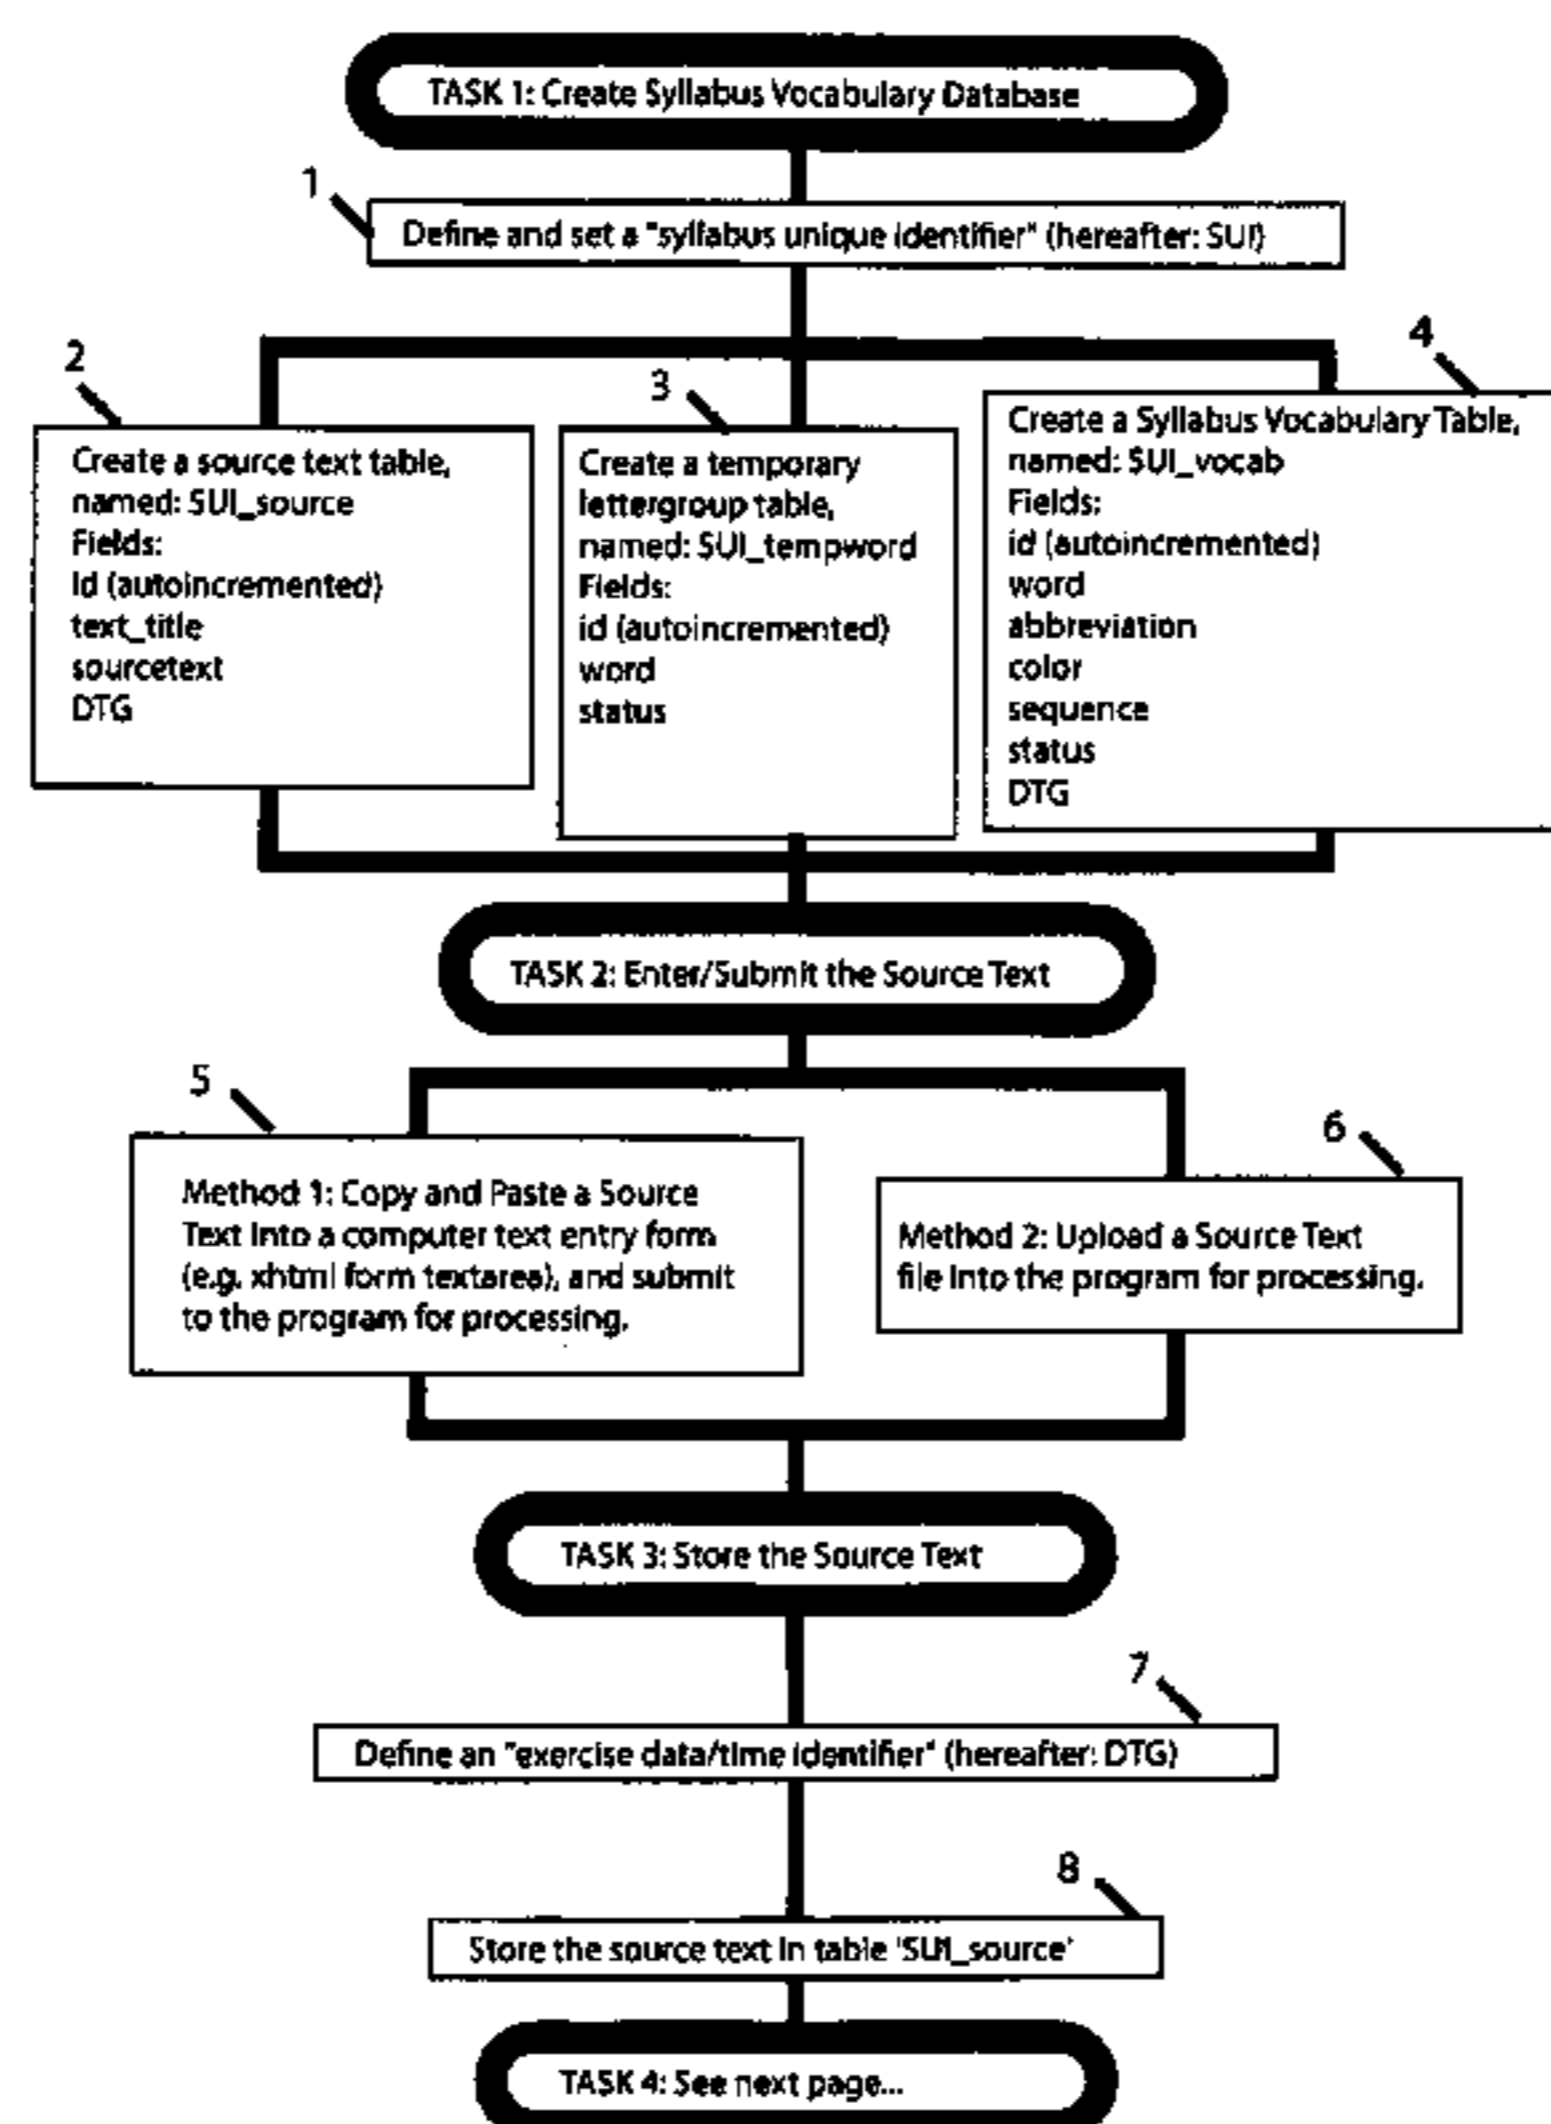 TASK 1: Create Syllabus Vocabulary Database
1
Define and set a "syllabus unique identifier" (hereafter: SUI)
2
Create a source text table,
named: SUI_source
Fields:
id (autoincremented)
text_title
sourcetext
DTG
3
Create a temporary
lettergroup table,
named: SUI_tempword
Fields:
id (autoincremented)
word
status
4
Create a Syllabus Vocabulary Table,
named: SUI_vocab
Fields:
id (autoincremented)
word
abbreviation
color
sequence
status
DTG
TASK 2: Enter/Submit the Source Text
5
Method 1: Copy and Paste a Source
Text into a computer text entry form
(e.g. xhtml form textarea), and submit
to the program for processing.
6
Method 2: Upload a Source Text
file into the program for processing.
TASK 3: Store the Source Text
7
Define an "exercise data/time identifier" (hereafter: DTG)
8
Store the source text in table 'SUI_source'
TASK 4: See next page...